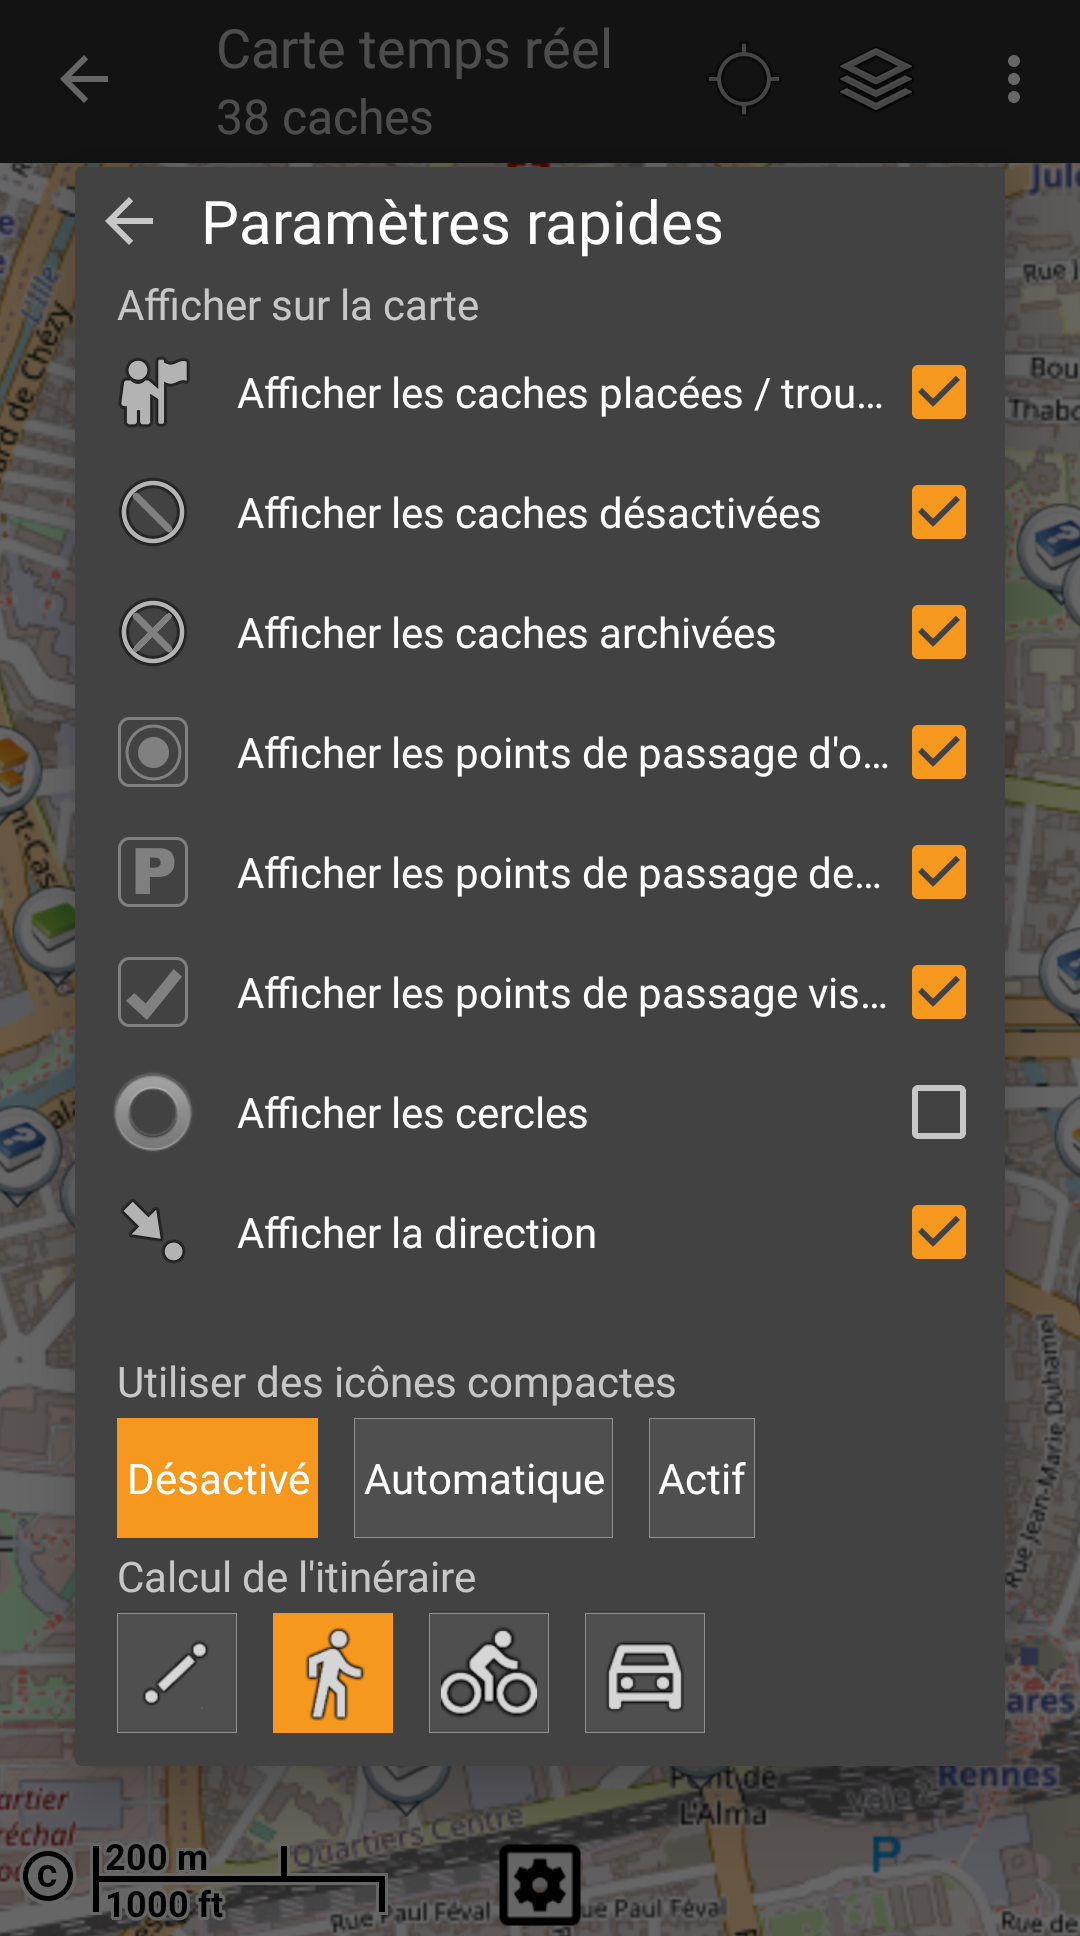 Carte temps réel
38 caches
Paramètres rapides
Afficher sur la carte
Afficher les caches placées / trou...
Afficher les caches désactivées
Afficher les caches archivées
Afficher les points de passage d'o...
P
Afficher les points de passage de...
Afficher les points de passage vis...
Afficher les cercles
Afficher la direction
Utiliser des icônes compactes
Désactivé
Automatique
Actif
Calcul de l'itinéraire
Rue Jean-Marie Duhamel
Pont de
L'Alma
Rennes
Quartiers Centre
P
200 m
1000 ft
C
Rue Paul Féval
Rue de